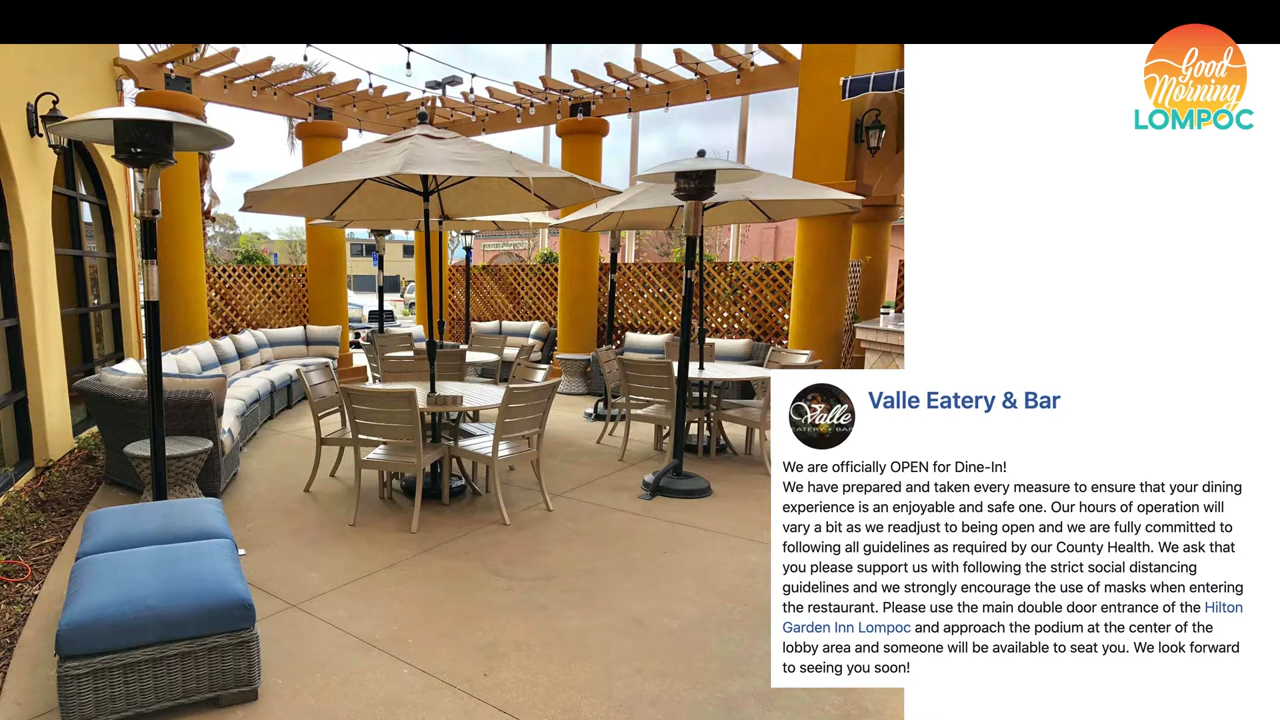 Good
Morning
LOMPOC
Valle
EATERY + BAR
Valle Eatery & Bar
We are officially OPEN for Dine-In!
We have prepared and taken every measure to ensure that your dining
experience is an enjoyable and safe one. Our hours of operation will
vary a bit as we readjust to being open and we are fully committed to
following all guidelines as required by our County Health. We ask that
you please support us with following the strict social distancing
guidelines and we strongly encourage the use of masks when entering
the restaurant. Please use the main double door entrance of the Hilton
Garden Inn Lompoc and approach the podium at the center of the
lobby area and someone will be available to seat you. We look forward
to seeing you soon!